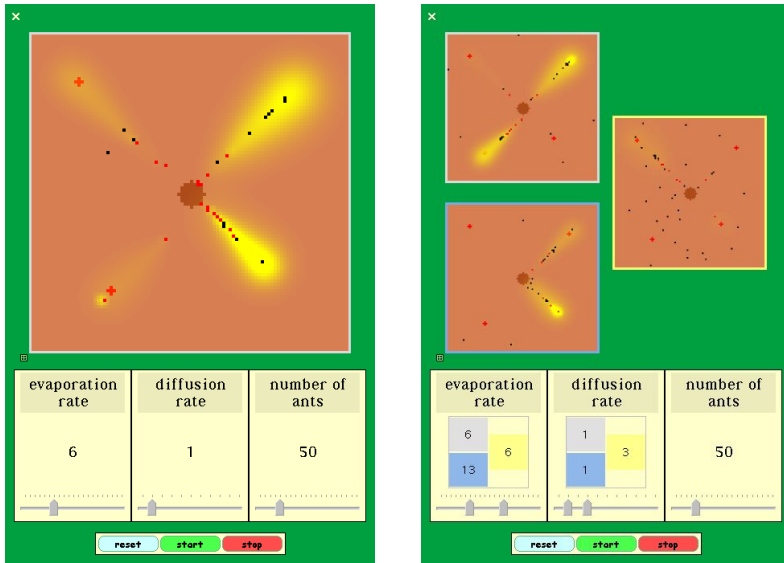 ×
evaporation rate
diffusion rate
number of ants
6
1
50
reset
start
stop
×
evaporation rate
diffusion rate
number of ants
6
13
6
1
1
3
50
reset
start
stop